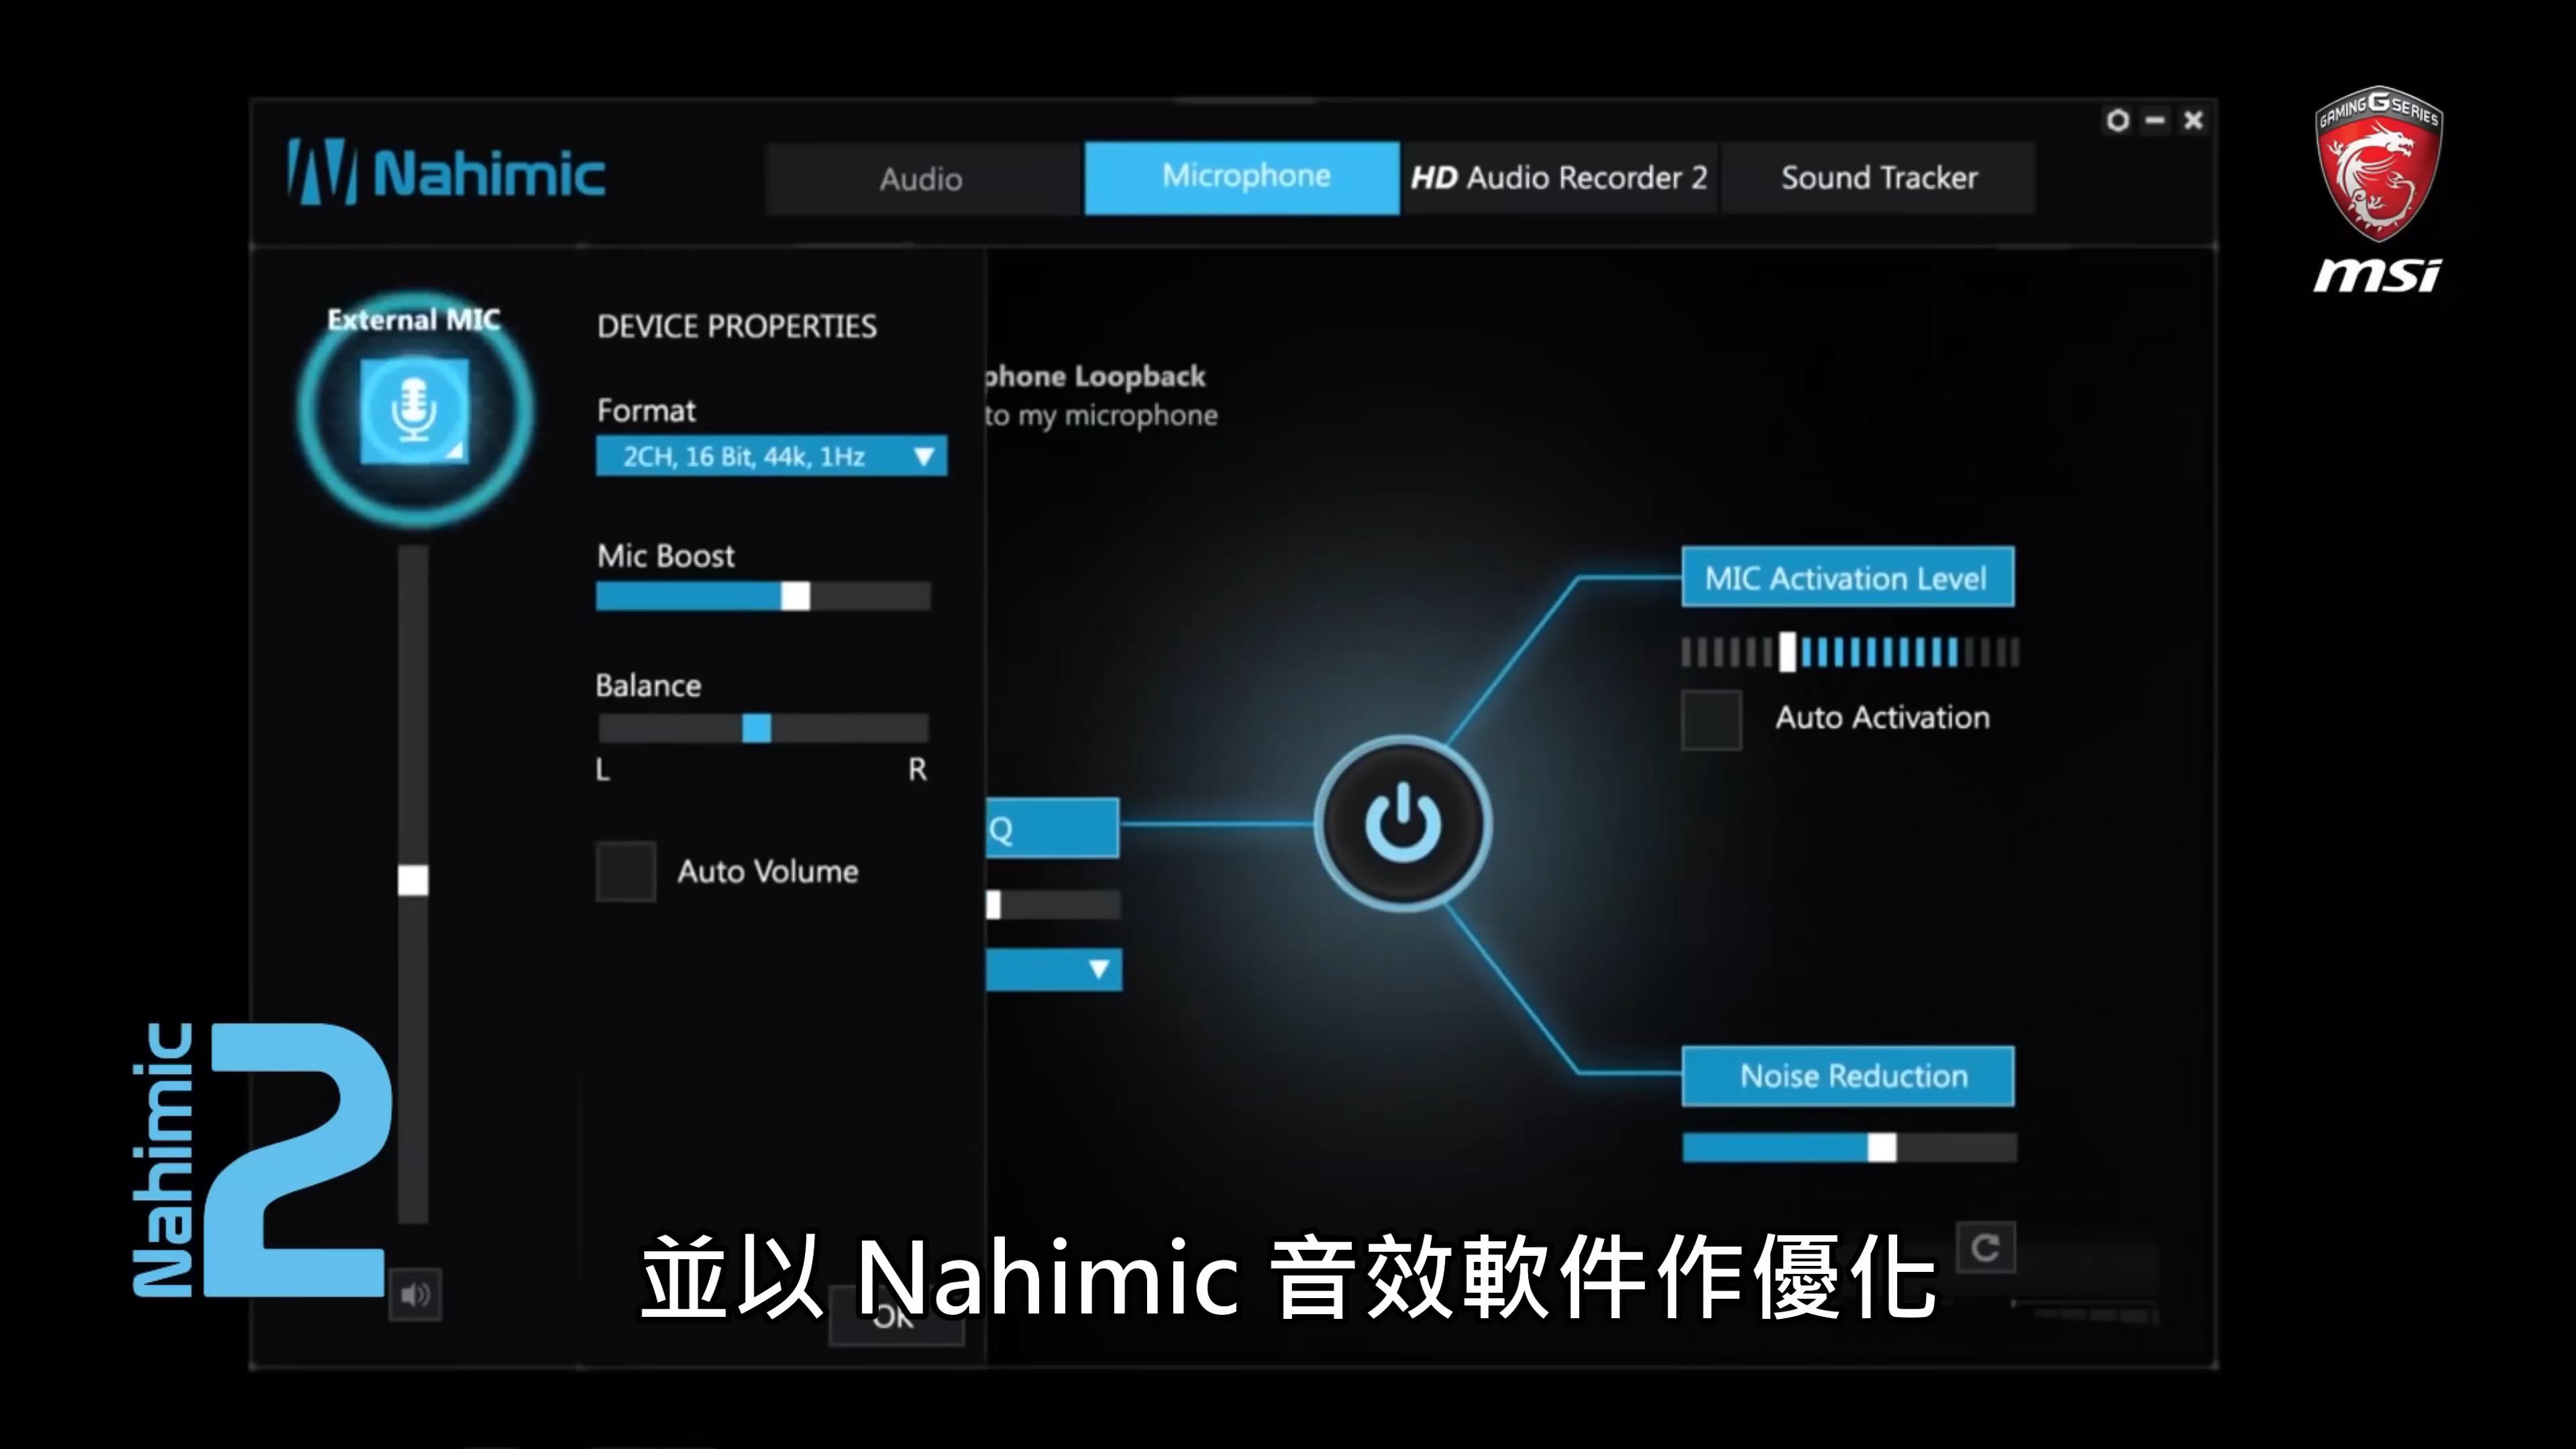 GAMING G SERIES
msi
Nahimic
Audio
Microphone
HD Audio Recorder 2
Sound Tracker
External MIC
DEVICE PROPERTIES
Format
2CH, 16 Bit, 44k, 1Hz
Mic Boost
Balance
L R
Auto Volume
OK
phone Loopback
to my microphone
Q
MIC Activation Level
Auto Activation
Noise Reduction
Nahimic 2
並以 Nahimic 音效軟件作優化